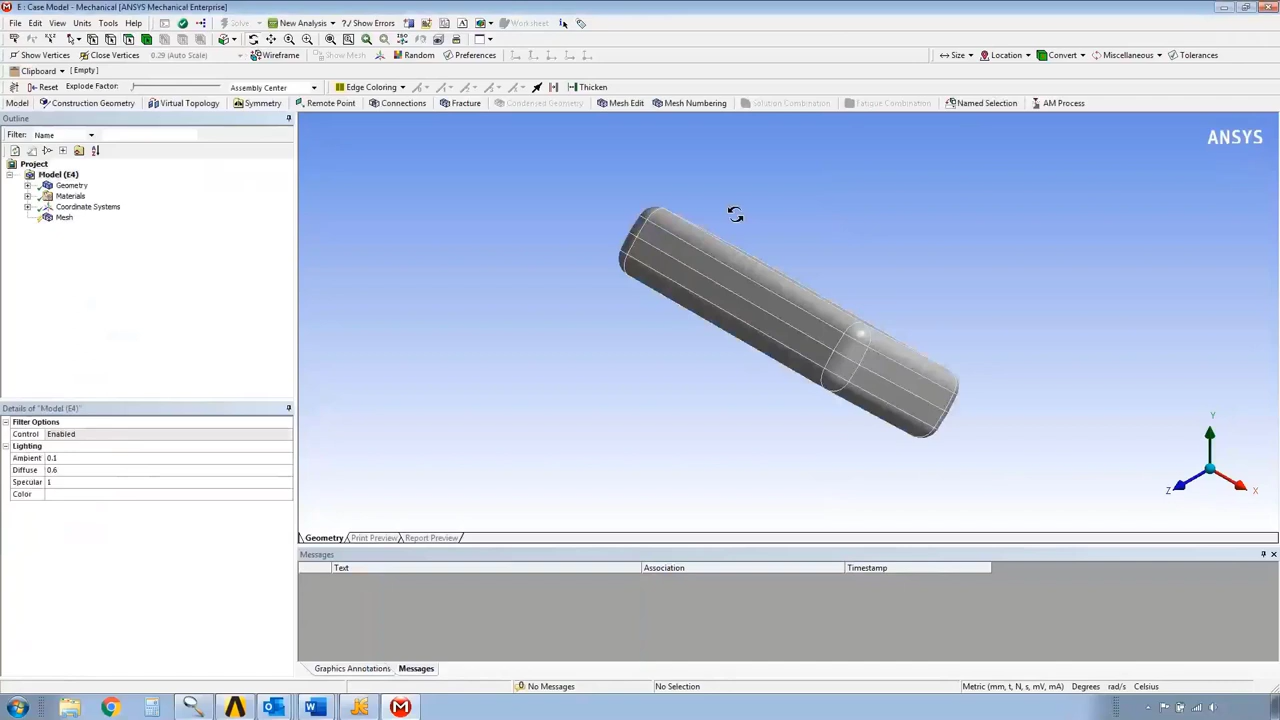 E : Case Model - Mechanical [ANSYS Mechanical Enterprise]
File Edit View Units Tools Help Solve New Analysis Show Errors Worksheet
Show Vertices Close Vertices 0.29 (Auto Scale) Wireframe Show Mesh Random Preferences Size Location Convert Miscellaneous Tolerances
Clipboard [Empty]
Reset Explode Factor: Assembly Center Edge Coloring Thicken
Model Construction Geometry Virtual Topology Symmetry Remote Point Connections Fracture Condensed Geometry Mesh Edit Mesh Numbering Solution Combination Fatigue Combination Named Selection AM Process
Outline
Filter: Name
Project
Model (E4)
Geometry
Materials
Coordinate Systems
Mesh
Details of "Model (E4)"
Filter Options
Control Enabled
Lighting
Ambient 0.1
Diffuse 0.6
Specular 1
Color
ANSYS
Y
Z X
Geometry Print Preview Report Preview
Messages
Text Association Timestamp
Graphics Annotations Messages
No Messages No Selection Metric (mm, t, N, s, mV, mA) Degrees rad/s Celsius